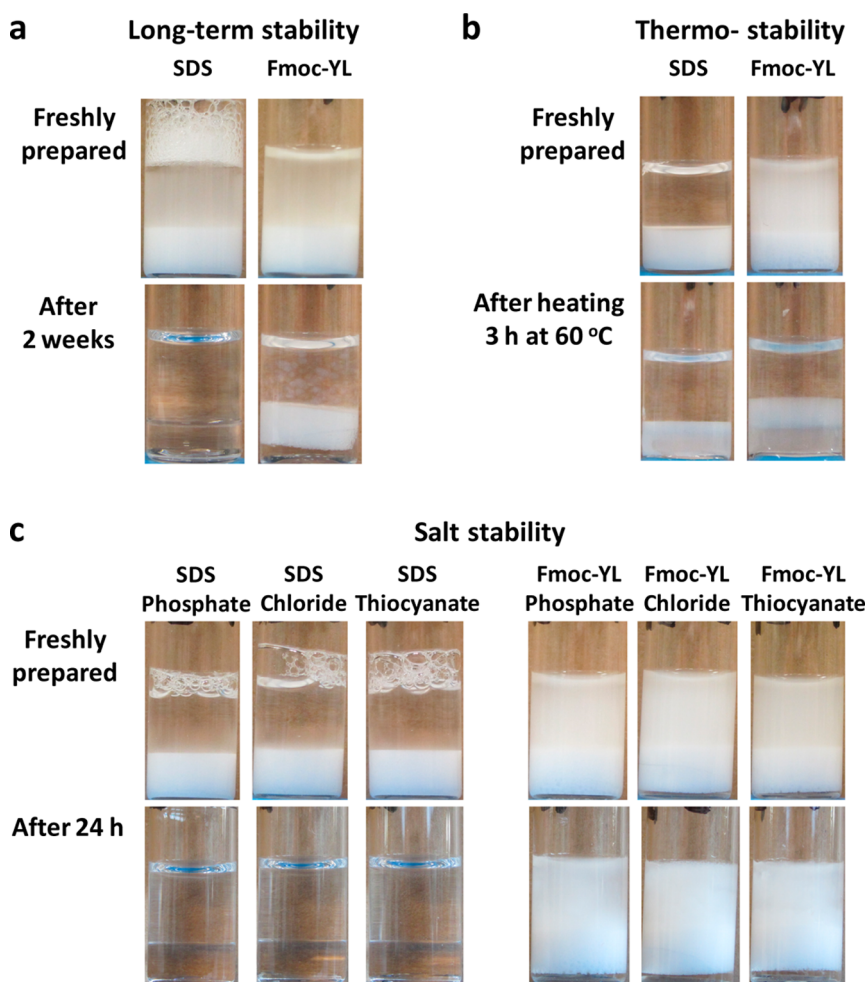 a
Long-term stability
SDS
Fmoc-YL
Freshly
prepared
After
2 weeks
b
Thermo- stability
SDS
Fmoc-YL
Freshly
prepared
After heating
3 h at 60 °C
c
Salt stability
SDS
Phosphate
SDS
Chloride
SDS
Thiocyanate
Fmoc-YL
Phosphate
Fmoc-YL
Chloride
Fmoc-YL
Thiocyanate
Freshly
prepared
After 24 h